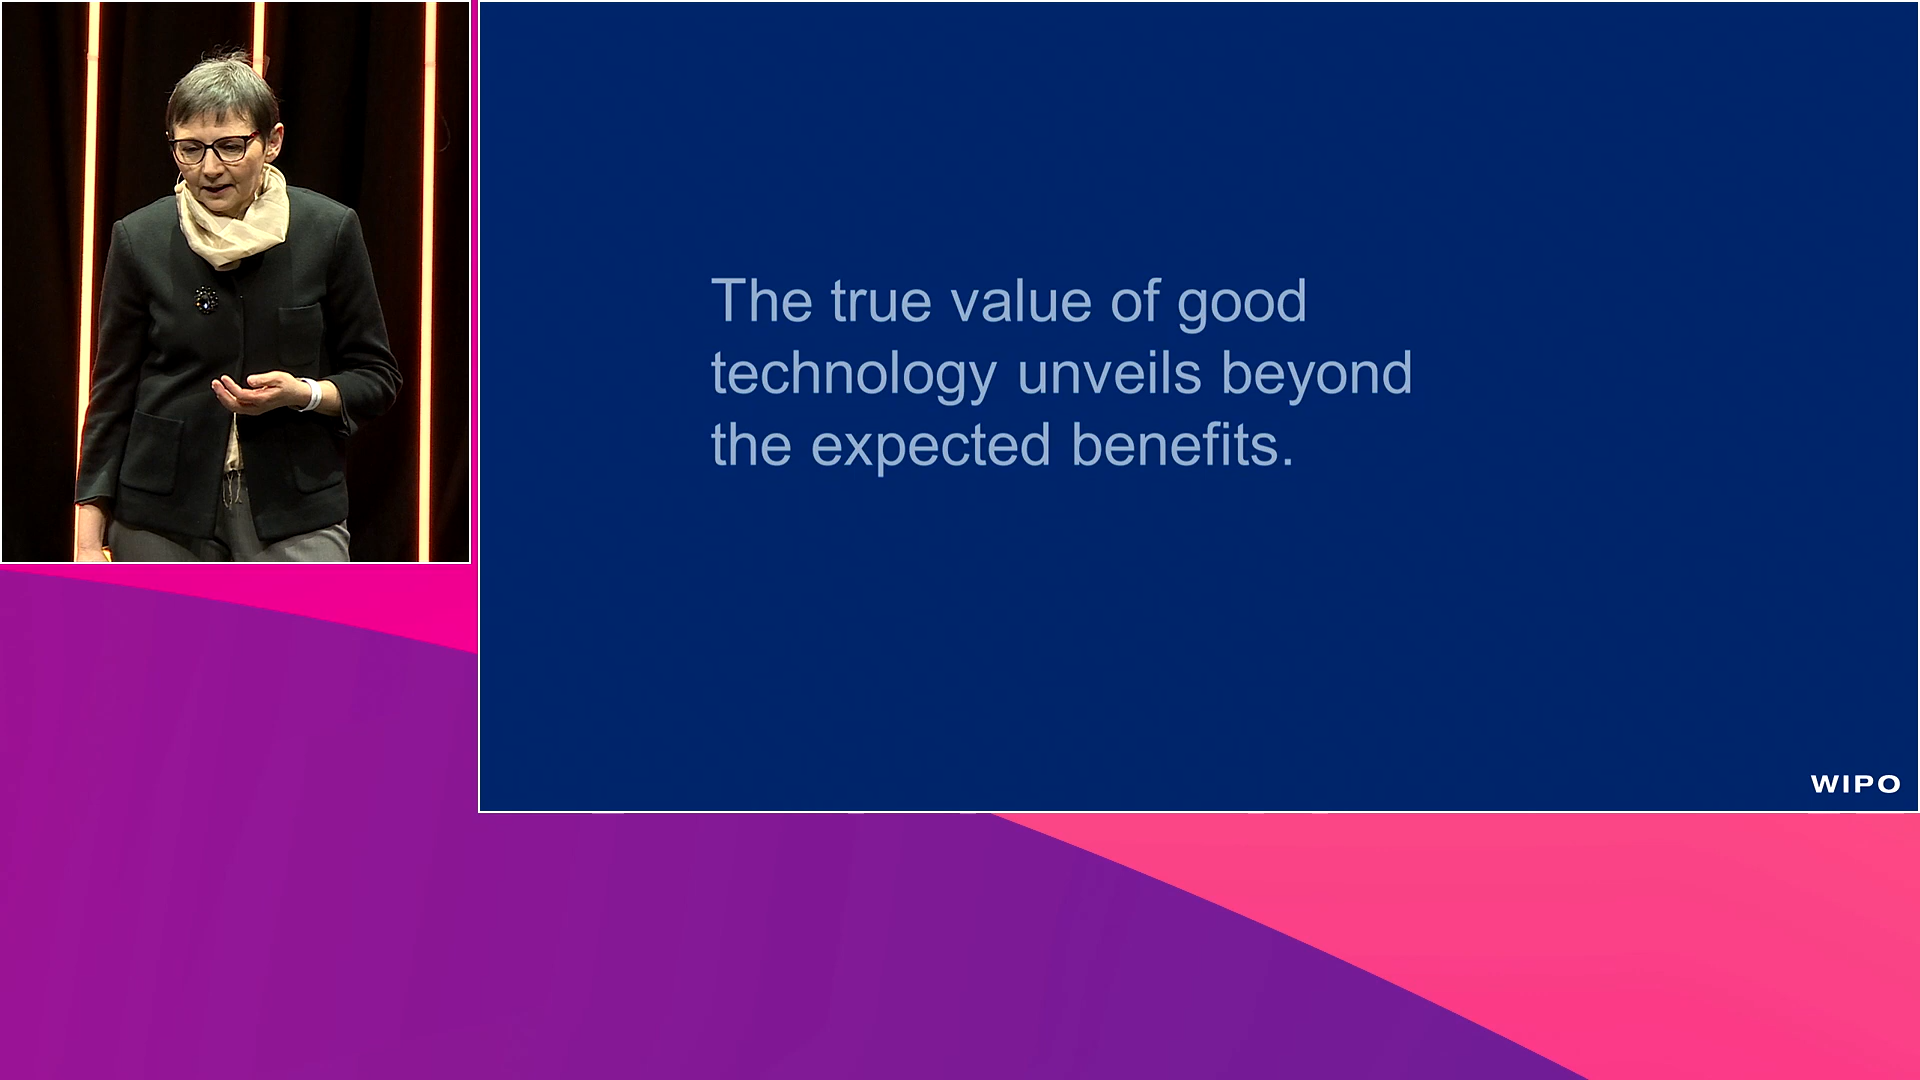 The true value of good
technology unveils beyond
the expected benefits.
WIPO